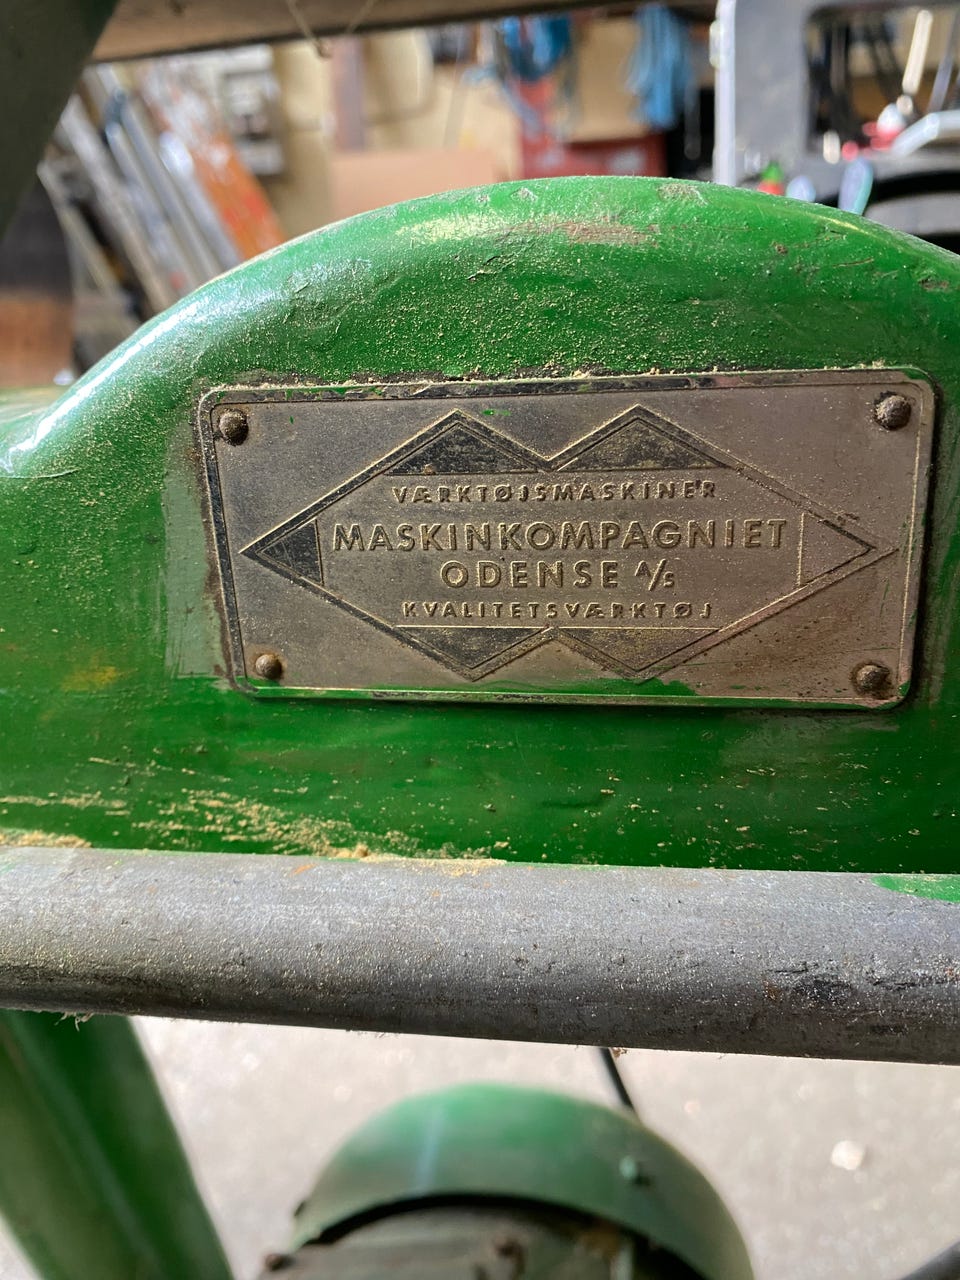 VÆRKTØJSMASKINER
MASKINKOMPAGNIET
ODENSE A/S
KVALITETSVÆRKTØJ